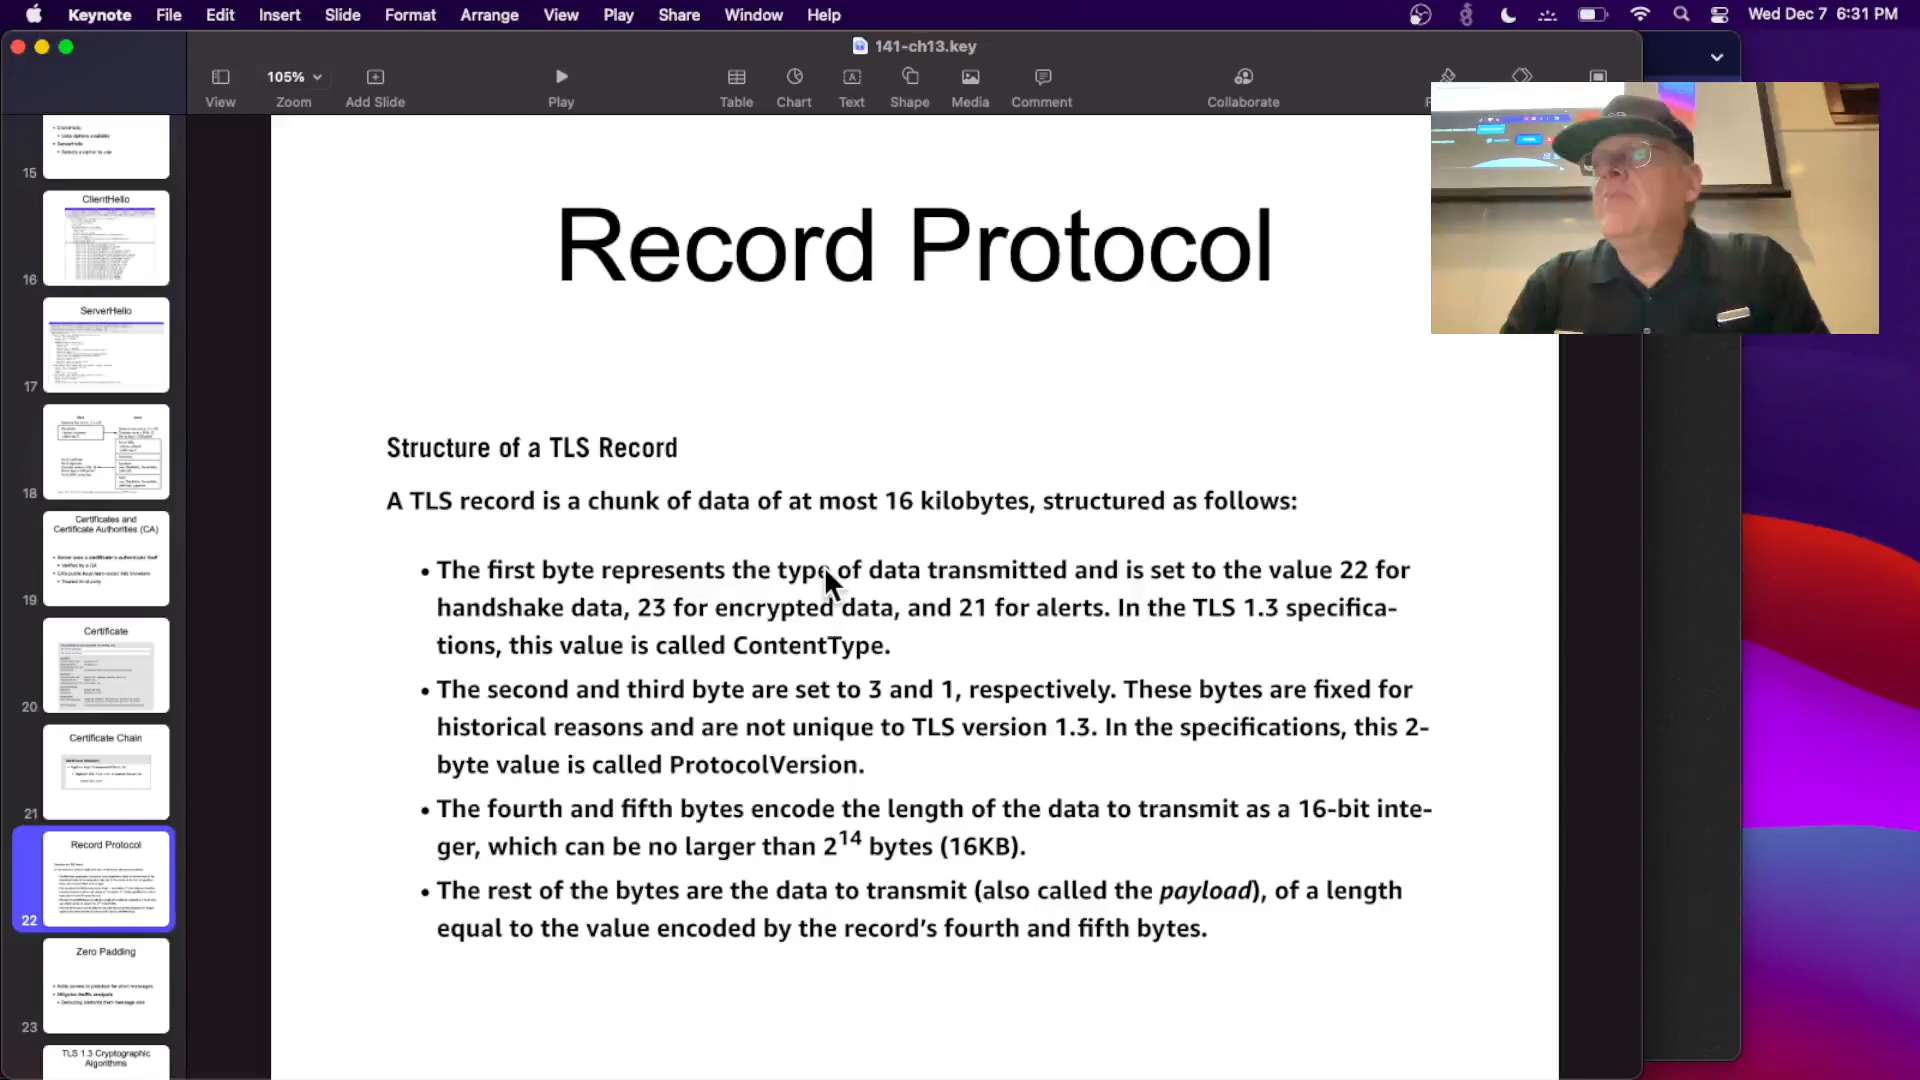 Keynote File Edit Insert Slide Format Arrange View Play Share Window Help Wed Dec 7 6:31 PM
141-ch13.key
105%
View Zoom Add Slide Play Table Chart Text Shape Media Comment Collaborate
15
ClientHello
16
ServerHello
17
18
Certificates and
Certificate Authorities (CA)
19
Certificate
20
Certificate Chain
21
Record Protocol
22
Zero Padding
23
TLS 1.3 Cryptographic
Algorithms
Record Protocol
Structure of a TLS Record
A TLS record is a chunk of data of at most 16 kilobytes, structured as follows:
• The first byte represents the type of data transmitted and is set to the value 22 for
handshake data, 23 for encrypted data, and 21 for alerts. In the TLS 1.3 specifica-
tions, this value is called ContentType.
• The second and third byte are set to 3 and 1, respectively. These bytes are fixed for
historical reasons and are not unique to TLS version 1.3. In the specifications, this 2-
byte value is called ProtocolVersion.
• The fourth and fifth bytes encode the length of the data to transmit as a 16-bit inte-
ger, which can be no larger than 2^14 bytes (16KB).
• The rest of the bytes are the data to transmit (also called the payload), of a length
equal to the value encoded by the record's fourth and fifth bytes.